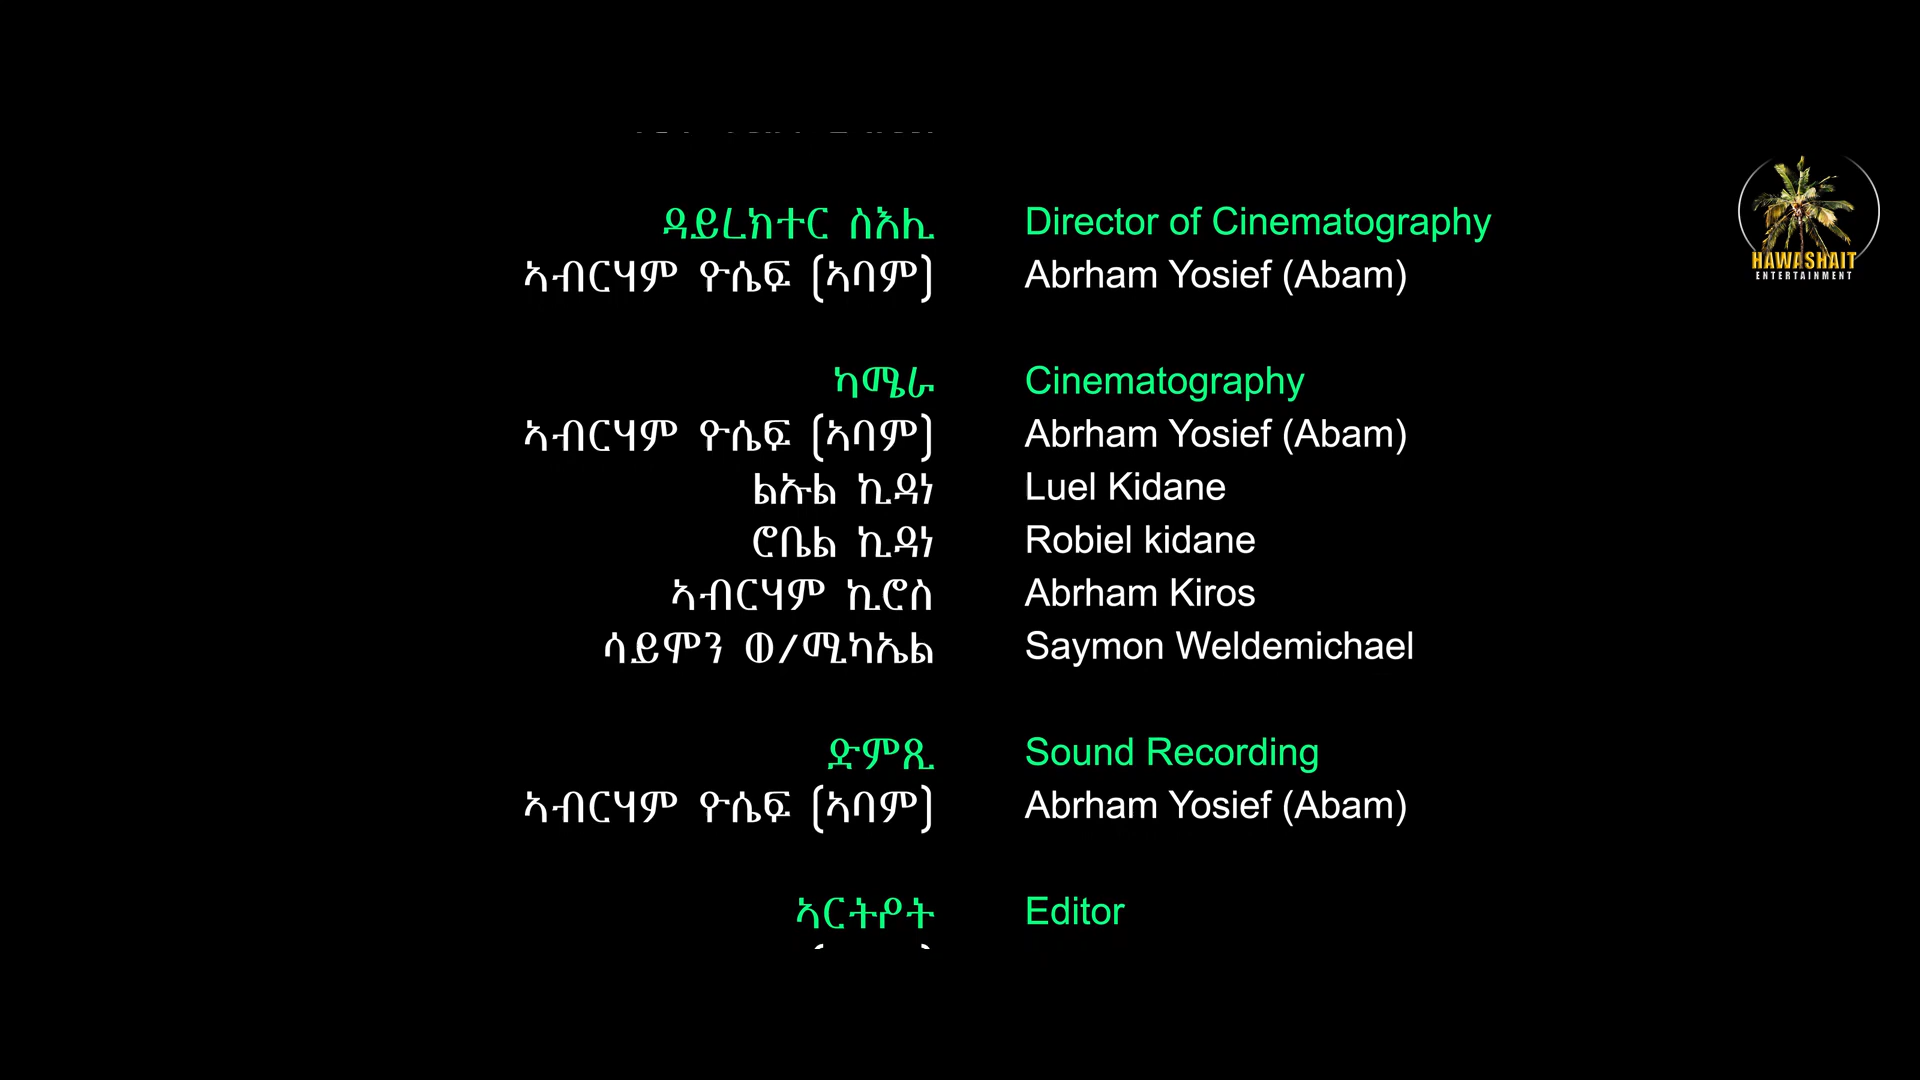 ዳይረክተር ስእሊ Director of Cinematography
ኣብርሃም ዮሴፍ (ኣባም) Abrham Yosief (Abam)
ካሜራ Cinematography
ኣብርሃም ዮሴፍ (ኣባም) Abrham Yosief (Abam)
ልኡል ኪዳነ Luel Kidane
ሮቤል ኪዳነ Robiel kidane
ኣብርሃም ኪሮስ Abrham Kiros
ሳይሞን ወ/ሚካኤል Saymon Weldemichael
ድምጺ Sound Recording
ኣብርሃም ዮሴፍ (ኣባም) Abrham Yosief (Abam)
ኣርትዖት Editor
HAWASHAIT
ENTERTAINMENT